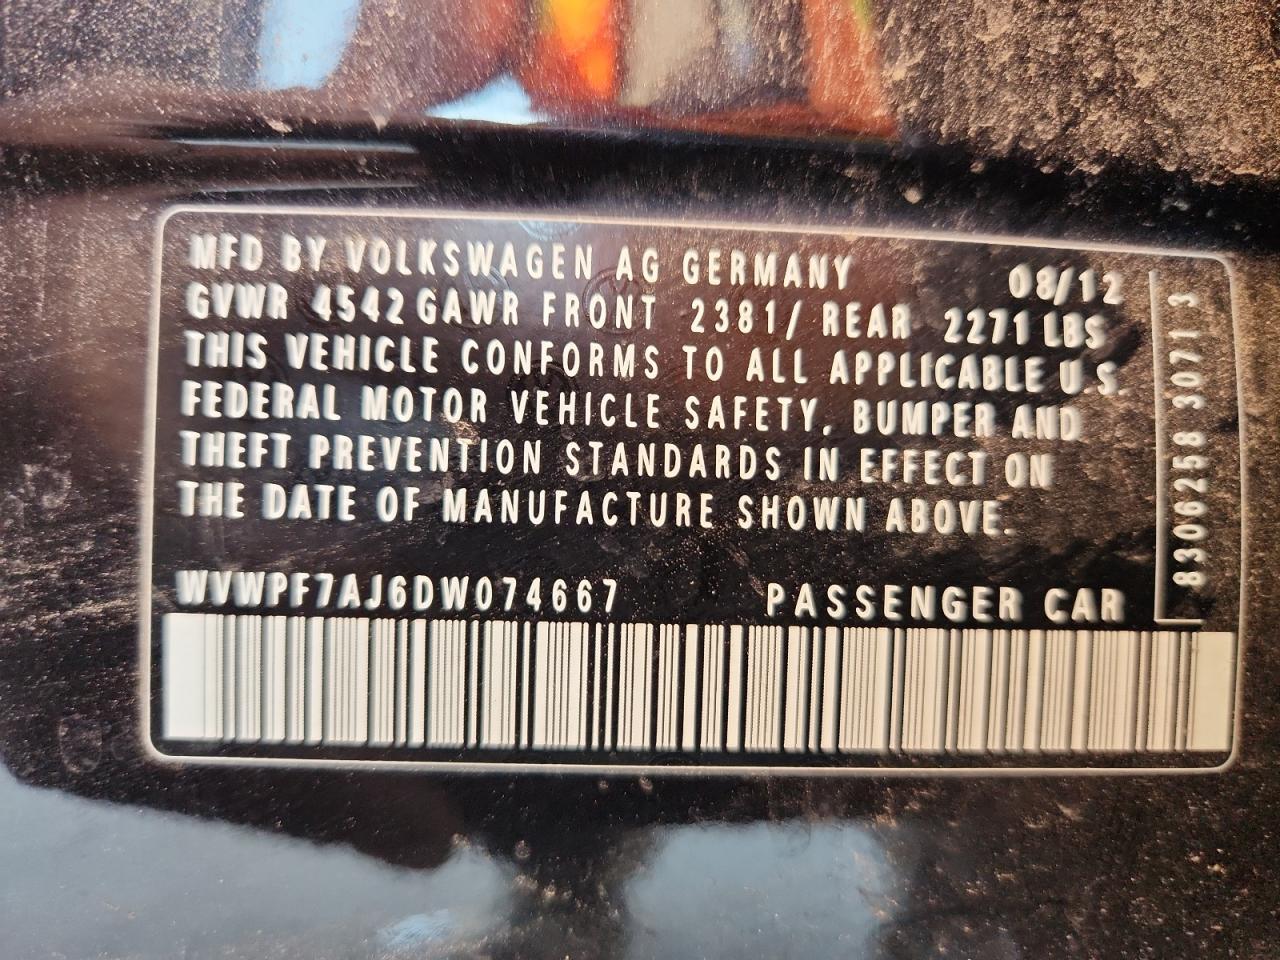 MFD BY VOLKSWAGEN AG GERMANY 08/12
GVWR 4542 GAWR FRONT 2381/ REAR 2271 LBS
THIS VEHICLE CONFORMS TO ALL APPLICABLE U.S.
FEDERAL MOTOR VEHICLE SAFETY, BUMPER AND
THEFT PREVENTION STANDARDS IN EFFECT ON
THE DATE OF MANUFACTURE SHOWN ABOVE.
WVWPF7AJ6DW074667 PASSENGER CAR
8306258 3071 3